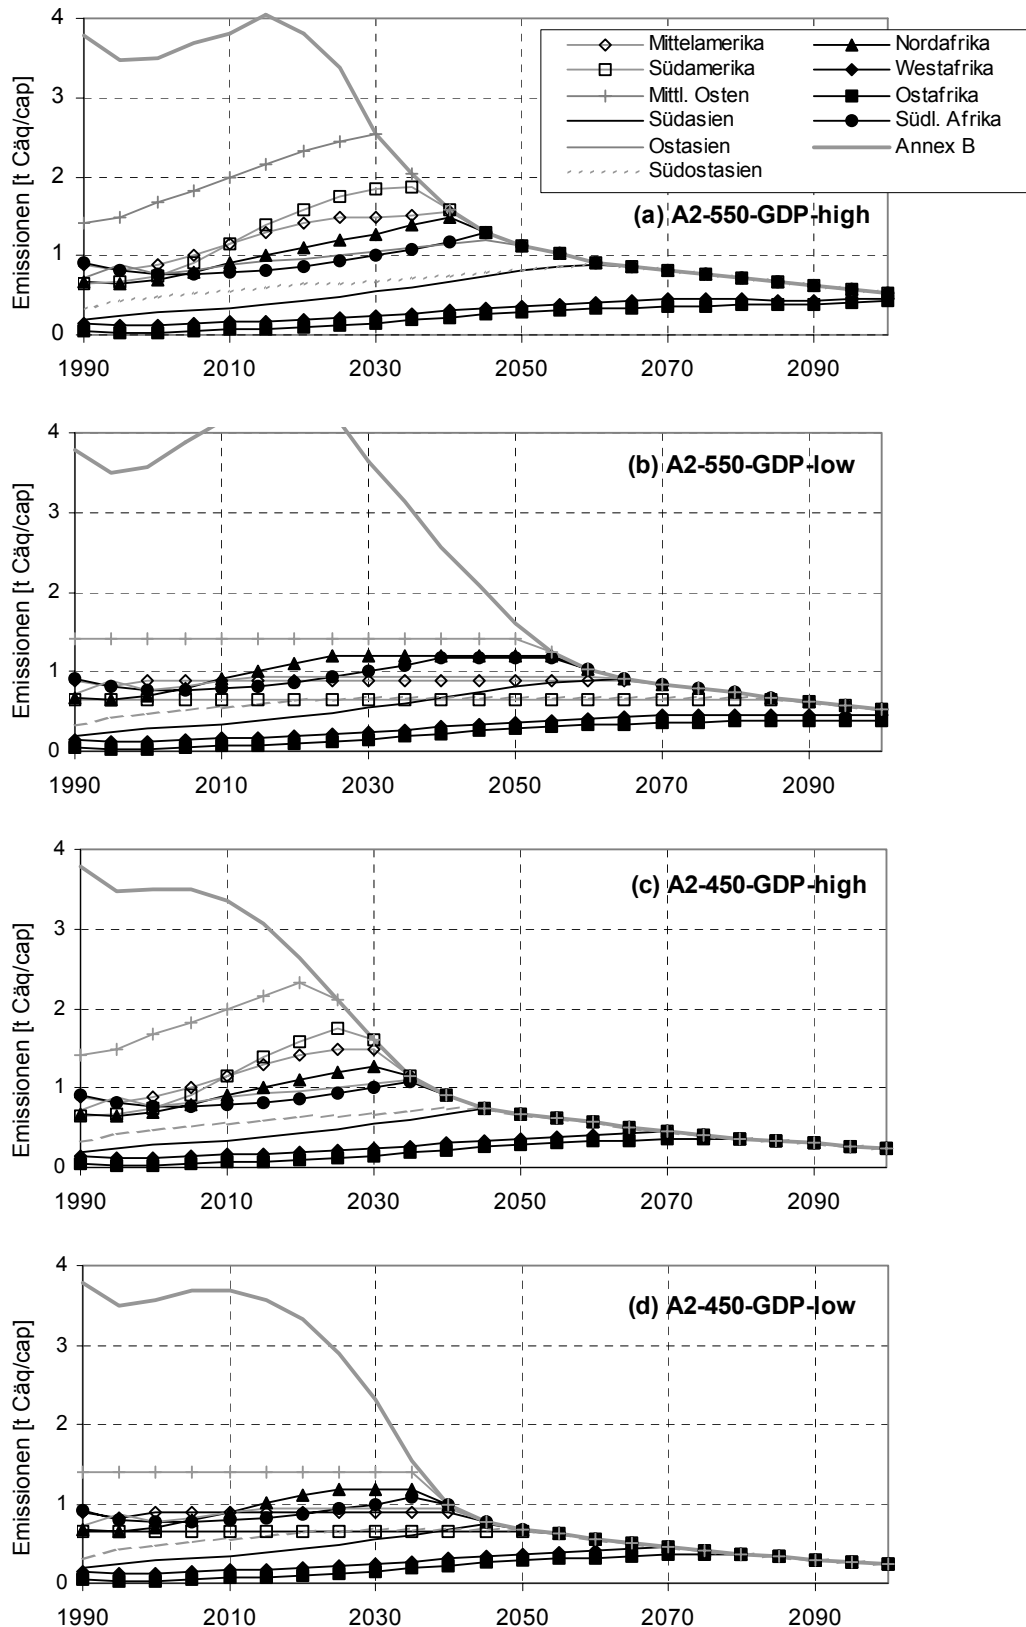 Emissionen [t Cäq/cap]
4
3
2
1
0
1990 2010 2030 2050 2070 2090
Mittelamerika
Südamerika
Mittl. Osten
Südasien
Ostasien
Südostasien
Nordafrika
Westafrika
Ostafrika
Südl. Afrika
Annex B
(a) A2-550-GDP-high
Emissionen [t Cäq/cap]
4
3
2
1
0
1990 2010 2030 2050 2070 2090
(b) A2-550-GDP-low
Emissionen [t Cäq/cap]
4
3
2
1
0
1990 2010 2030 2050 2070 2090
(c) A2-450-GDP-high
Emissionen [t Cäq/cap]
4
3
2
1
0
1990 2010 2030 2050 2070 2090
(d) A2-450-GDP-low